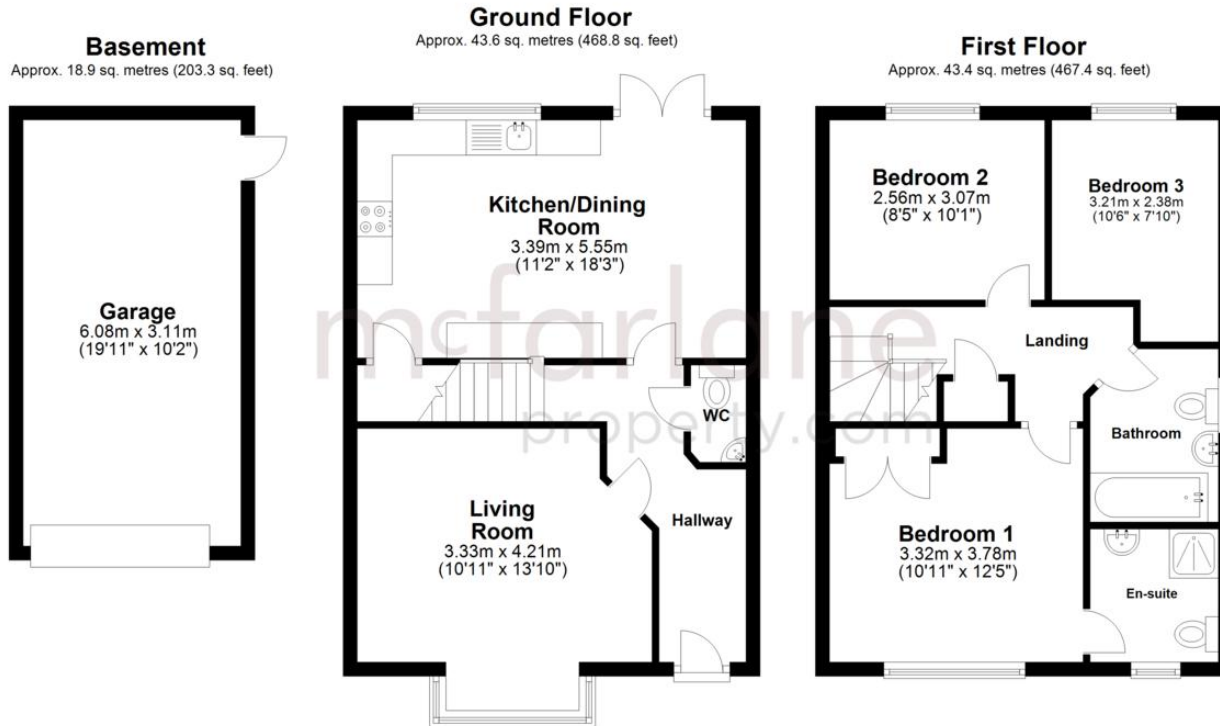 Basement
Approx. 18.9 sq. metres (203.3 sq. feet)
Garage
6.08m x 3.11m
(19'11" x 10'2")
Ground Floor
Approx. 43.6 sq. metres (468.8 sq. feet)
Kitchen/Dining
Room
3.39m x 5.55m
(11'2" x 18'3")
WC
Living
Room
3.33m x 4.21m
(10'11" x 13'10")
Hallway
First Floor
Approx. 43.4 sq. metres (467.4 sq. feet)
Bedroom 2
2.56m x 3.07m
(8'5" x 10'1")
Bedroom 3
3.21m x 2.38m
(10'6" x 7'10")
Landing
Bathroom
Bedroom 1
3.32m x 3.78m
(10'11" x 12'5")
En-suite
mcfarlane
property.com